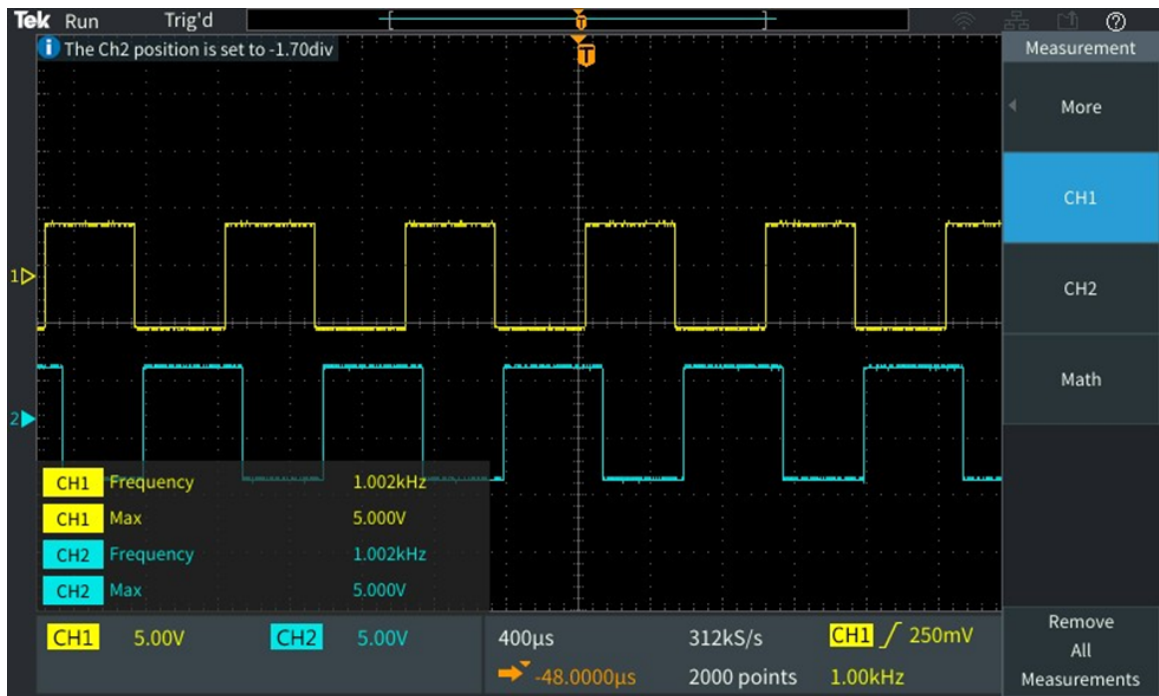 Tek Run Trig'd
The Ch2 position is set to -1.70div
T
T
Measurement
More
CH1
CH2
Math
Remove
All
Measurements
1
2
CH1 Frequency 1.002kHz
CH1 Max 5.000V
CH2 Frequency 1.002kHz
CH2 Max 5.000V
CH1 5.00V CH2 5.00V 400µs 312kS/s CH1 250mV
-48.0000µs 2000 points 1.00kHz